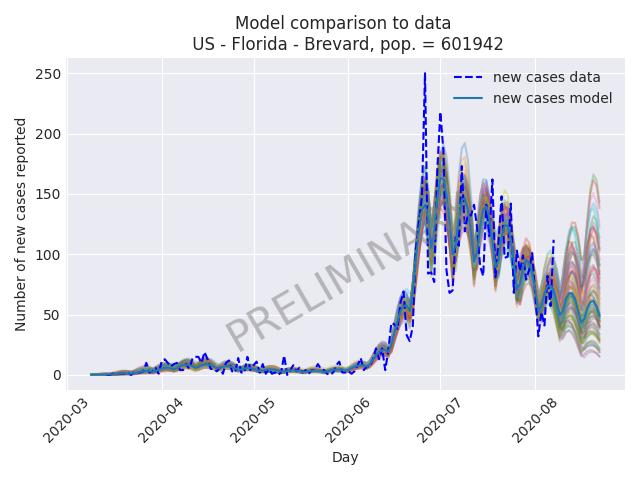 Model comparison to data
US - Florida - Brevard, pop. = 601942
new cases data
new cases model
Number of new cases reported
250
200
150
100
50
0
PRELIMINA
2020-03
2020-04
2020-05
2020-06
2020-07
2020-08
Day